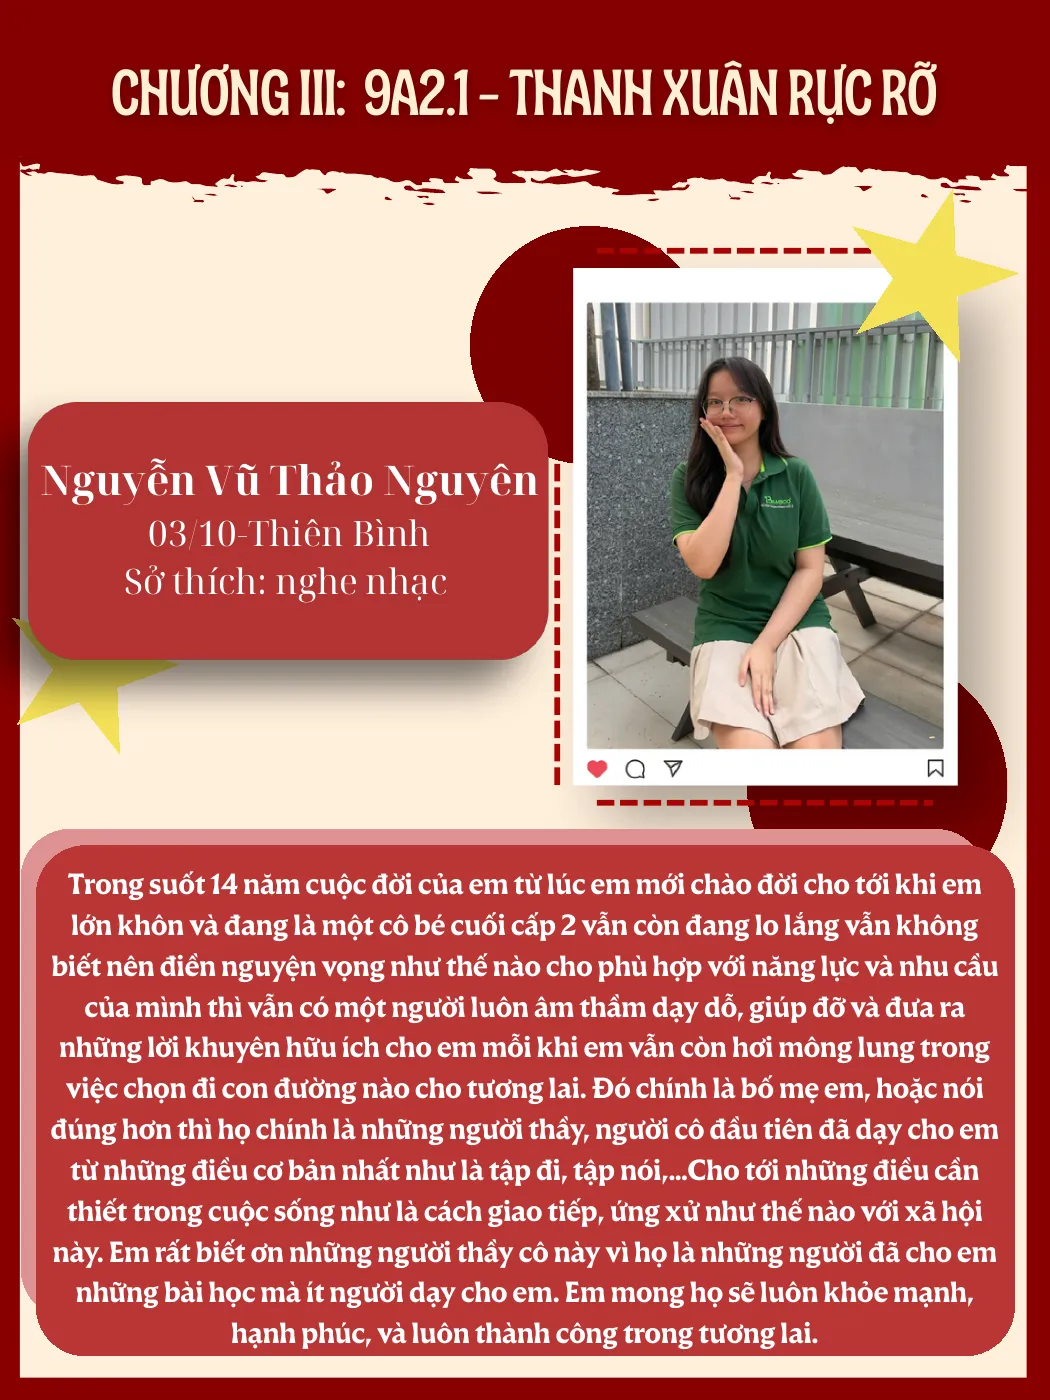 CHƯƠNG III: 9A2.1 - THANH XUÂN RỰC RỠ
Nguyễn Vũ Thảo Nguyên
03/10-Thiên Bình
Sở thích: nghe nhạc
BAMBOO
Trong suốt 14 năm cuộc đời của em từ lúc em mới chào đời cho tới khi em
lớn khôn và đang là một cô bé cuối cấp 2 vẫn còn đang lo lắng vẫn không
biết nên điền nguyện vọng như thế nào cho phù hợp với năng lực và nhu cầu
của mình thì vẫn có một người luôn âm thầm dạy dỗ, giúp đỡ và đưa ra
những lời khuyên hữu ích cho em mỗi khi em vẫn còn hơi mông lung trong
việc chọn đi con đường nào cho tương lai. Đó chính là bố mẹ em, hoặc nói
đúng hơn thì họ chính là những người thầy, người cô đầu tiên đã dạy cho em
từ những điều cơ bản nhất như là tập đi, tập nói,...Cho tới những điều cần
thiết trong cuộc sống như là cách giao tiếp, ứng xử như thế nào với xã hội
này. Em rất biết ơn những người thầy cô này vì họ là những người đã cho em
những bài học mà ít người dạy cho em. Em mong họ sẽ luôn khỏe mạnh,
hạnh phúc, và luôn thành công trong tương lai.